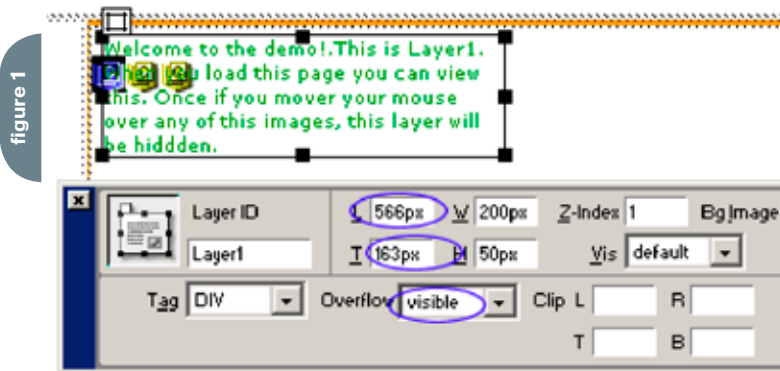 figure 1
Welcome to the demo!.This is Layer1.
When you load this page you can view
this. Once if you mover your mouse
over any of this images, this layer will
be hiddden.
Layer ID
L 566px W 200px Z-Index 1 Bg Image
Layer1
T 163px H 50px Vis default
Tag DIV Overflow visible Clip L R
T B